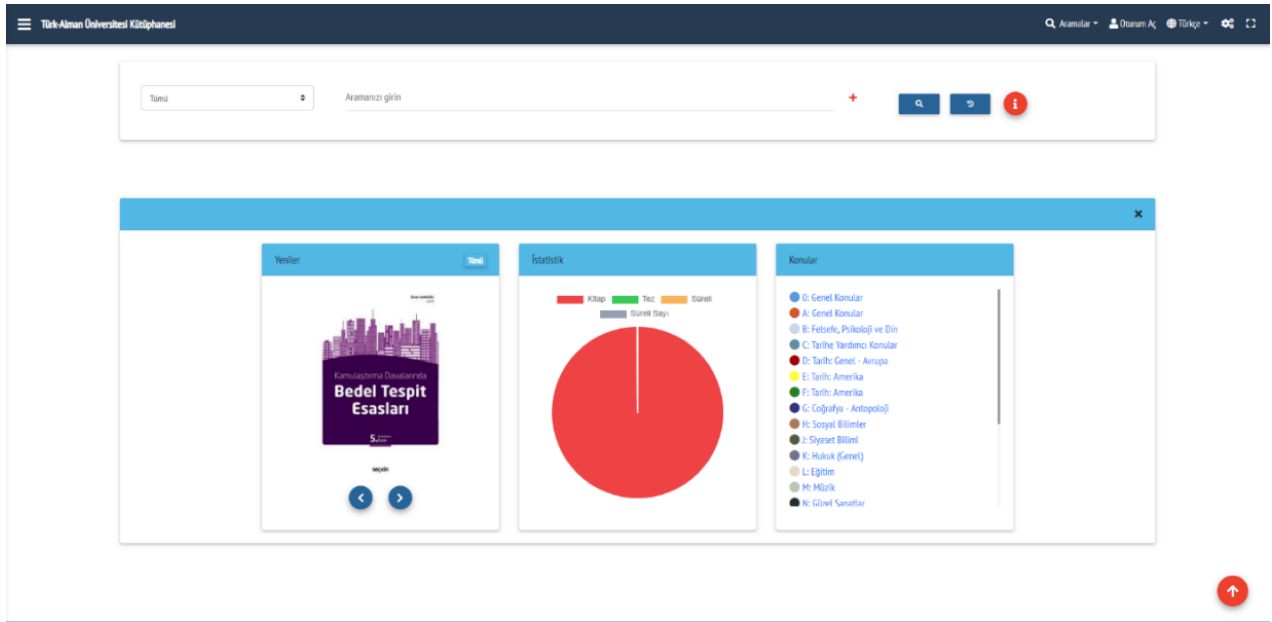 Türk-Alman Üniversitesi Kütüphanesi
Aramalar
Oturum Aç
Türkçe
Tümü
Aramanızı girin
Yeniler
Tümü
Kamulaştırma Davalarında
Bedel Tespit
Esasları
5.
seçkin
İstatistik
Kitap Tez Süreli
Süreli Sayı
Konular
0: Genel Konular
A: Genel Konular
B: Felsefe, Psikoloji ve Din
C: Tarihe Yardımcı Konular
D: Tarih: Genel - Avrupa
E: Tarih: Amerika
F: Tarih: Amerika
G: Coğrafya - Antopoloji
H: Sosyal Bilimler
J: Siyaset Bilimi
K: Hukuk (Genel)
L: Eğitim
M: Müzik
N: Güzel Sanatlar